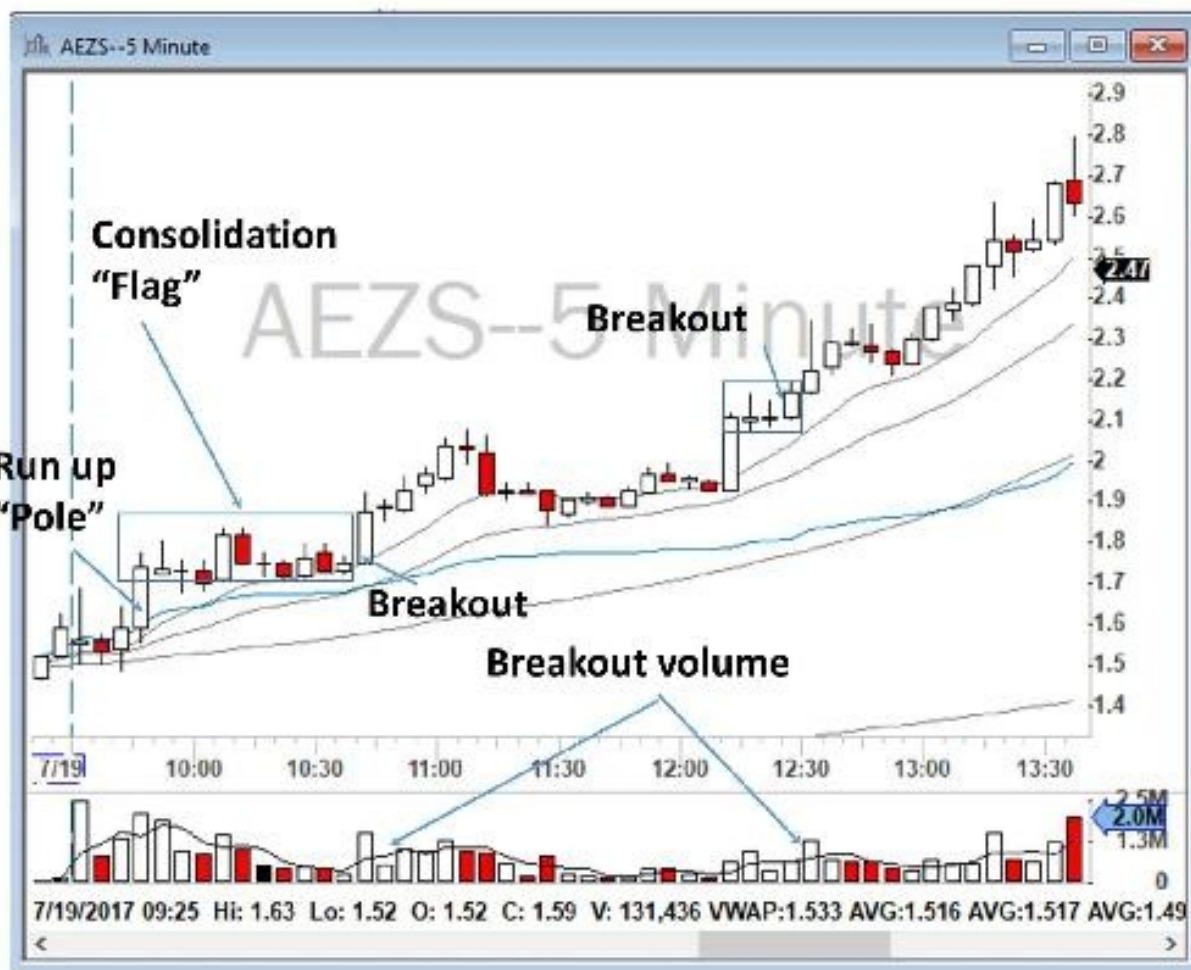 AEZS--5 Minute
2.9
2.8
2.7
2.6
2.5
2.47
2.4
2.3
2.2
2.1
2
1.9
1.8
1.7
1.6
1.5
1.4
Consolidation
“Flag”
AEZS--5 Minute
Breakout
Run up
“Pole”
Breakout
Breakout volume
7/19 10:00 10:30 11:00 11:30 12:00 12:30 13:00 13:30
2.5M
2.0M
1.3M
0
7/19/2017 09:25 Hi: 1.63 Lo: 1.52 O: 1.52 C: 1.59 V: 131,436 VWAP:1.533 AVG:1.516 AVG:1.517 AVG:1.49